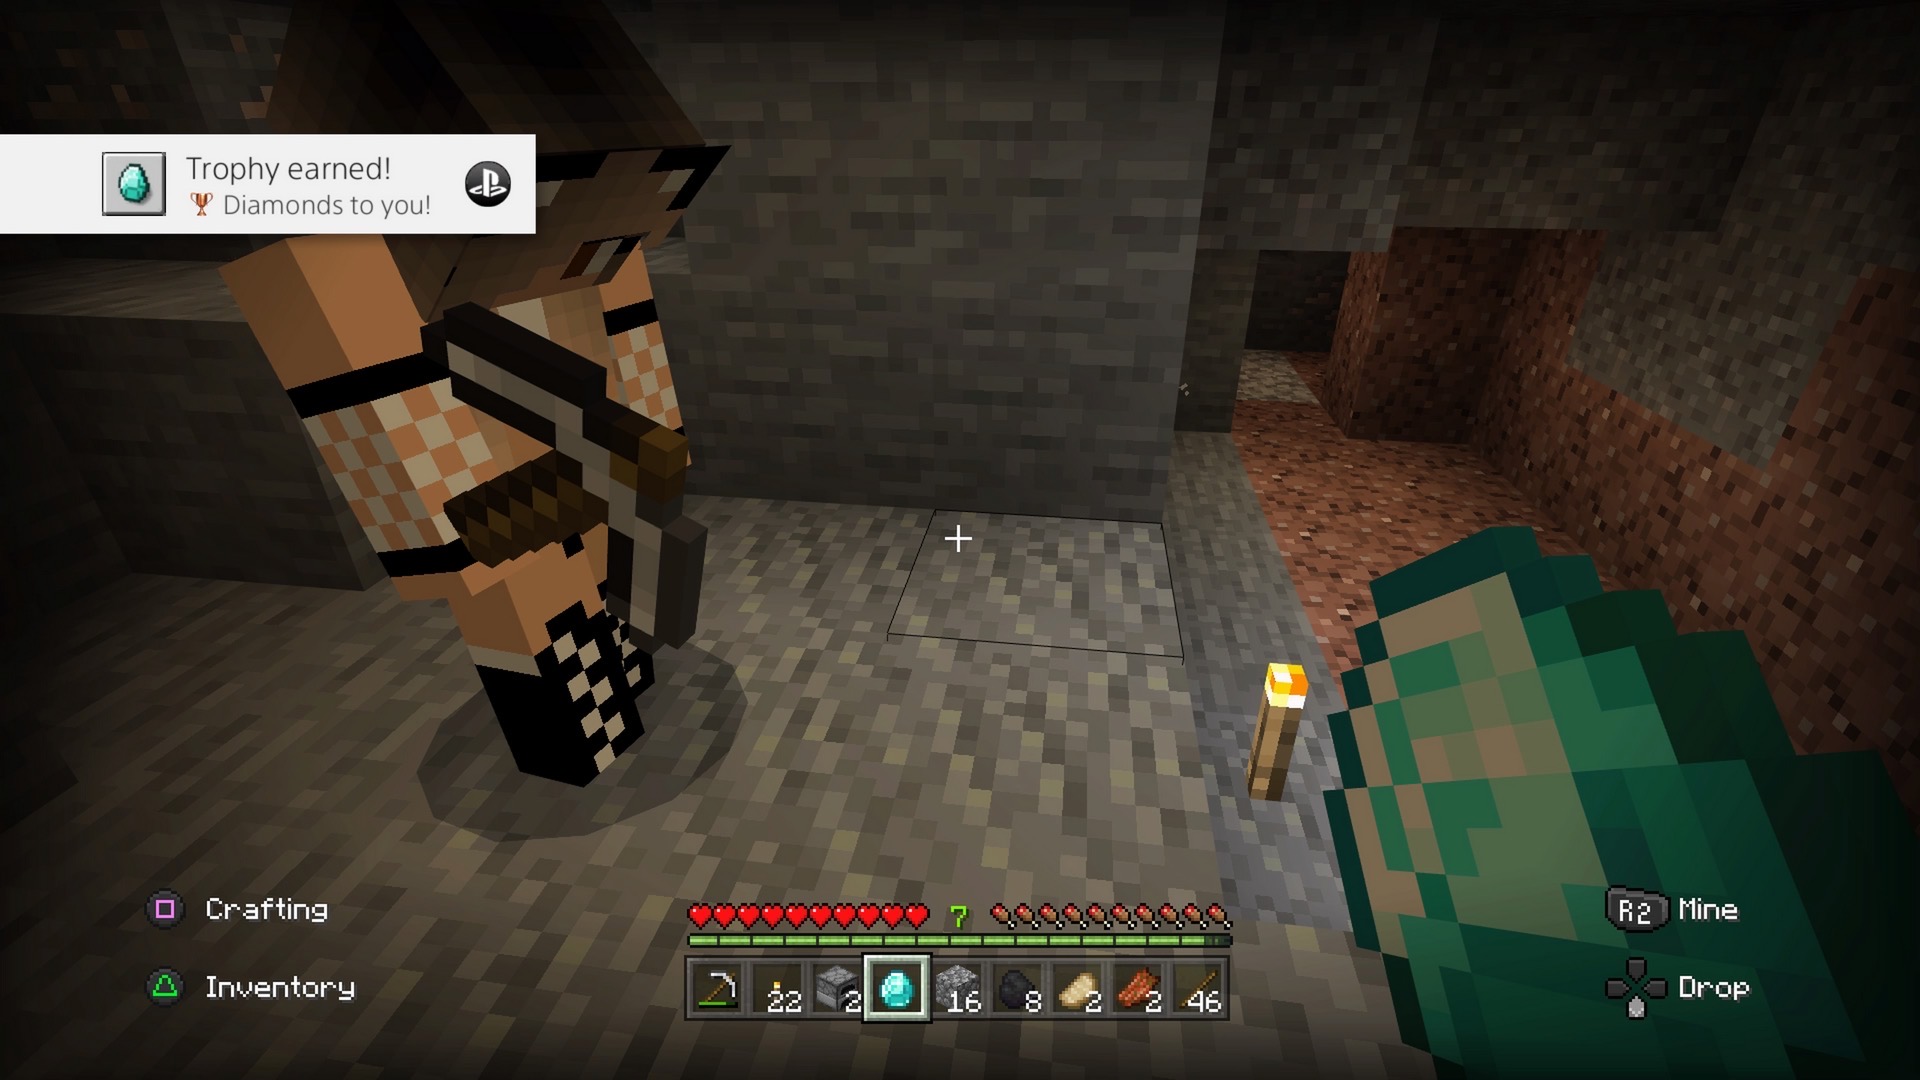 Trophy earned!
Diamonds to you!
Crafting
Inventory
7
22 2 16 8 2 2 46
R2 Mine
Drop